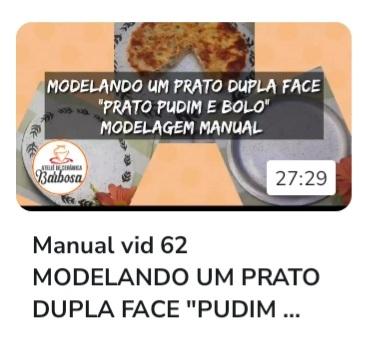 MODELANDO UM PRATO DUPLA FACE
"PRATO PUDIM E BOLO"
MODELAGEM MANUAL
ATELIÊ DE CERÂMICA
Barbosa
27:29
Manual vid 62
MODELANDO UM PRATO
DUPLA FACE "PUDIM ...